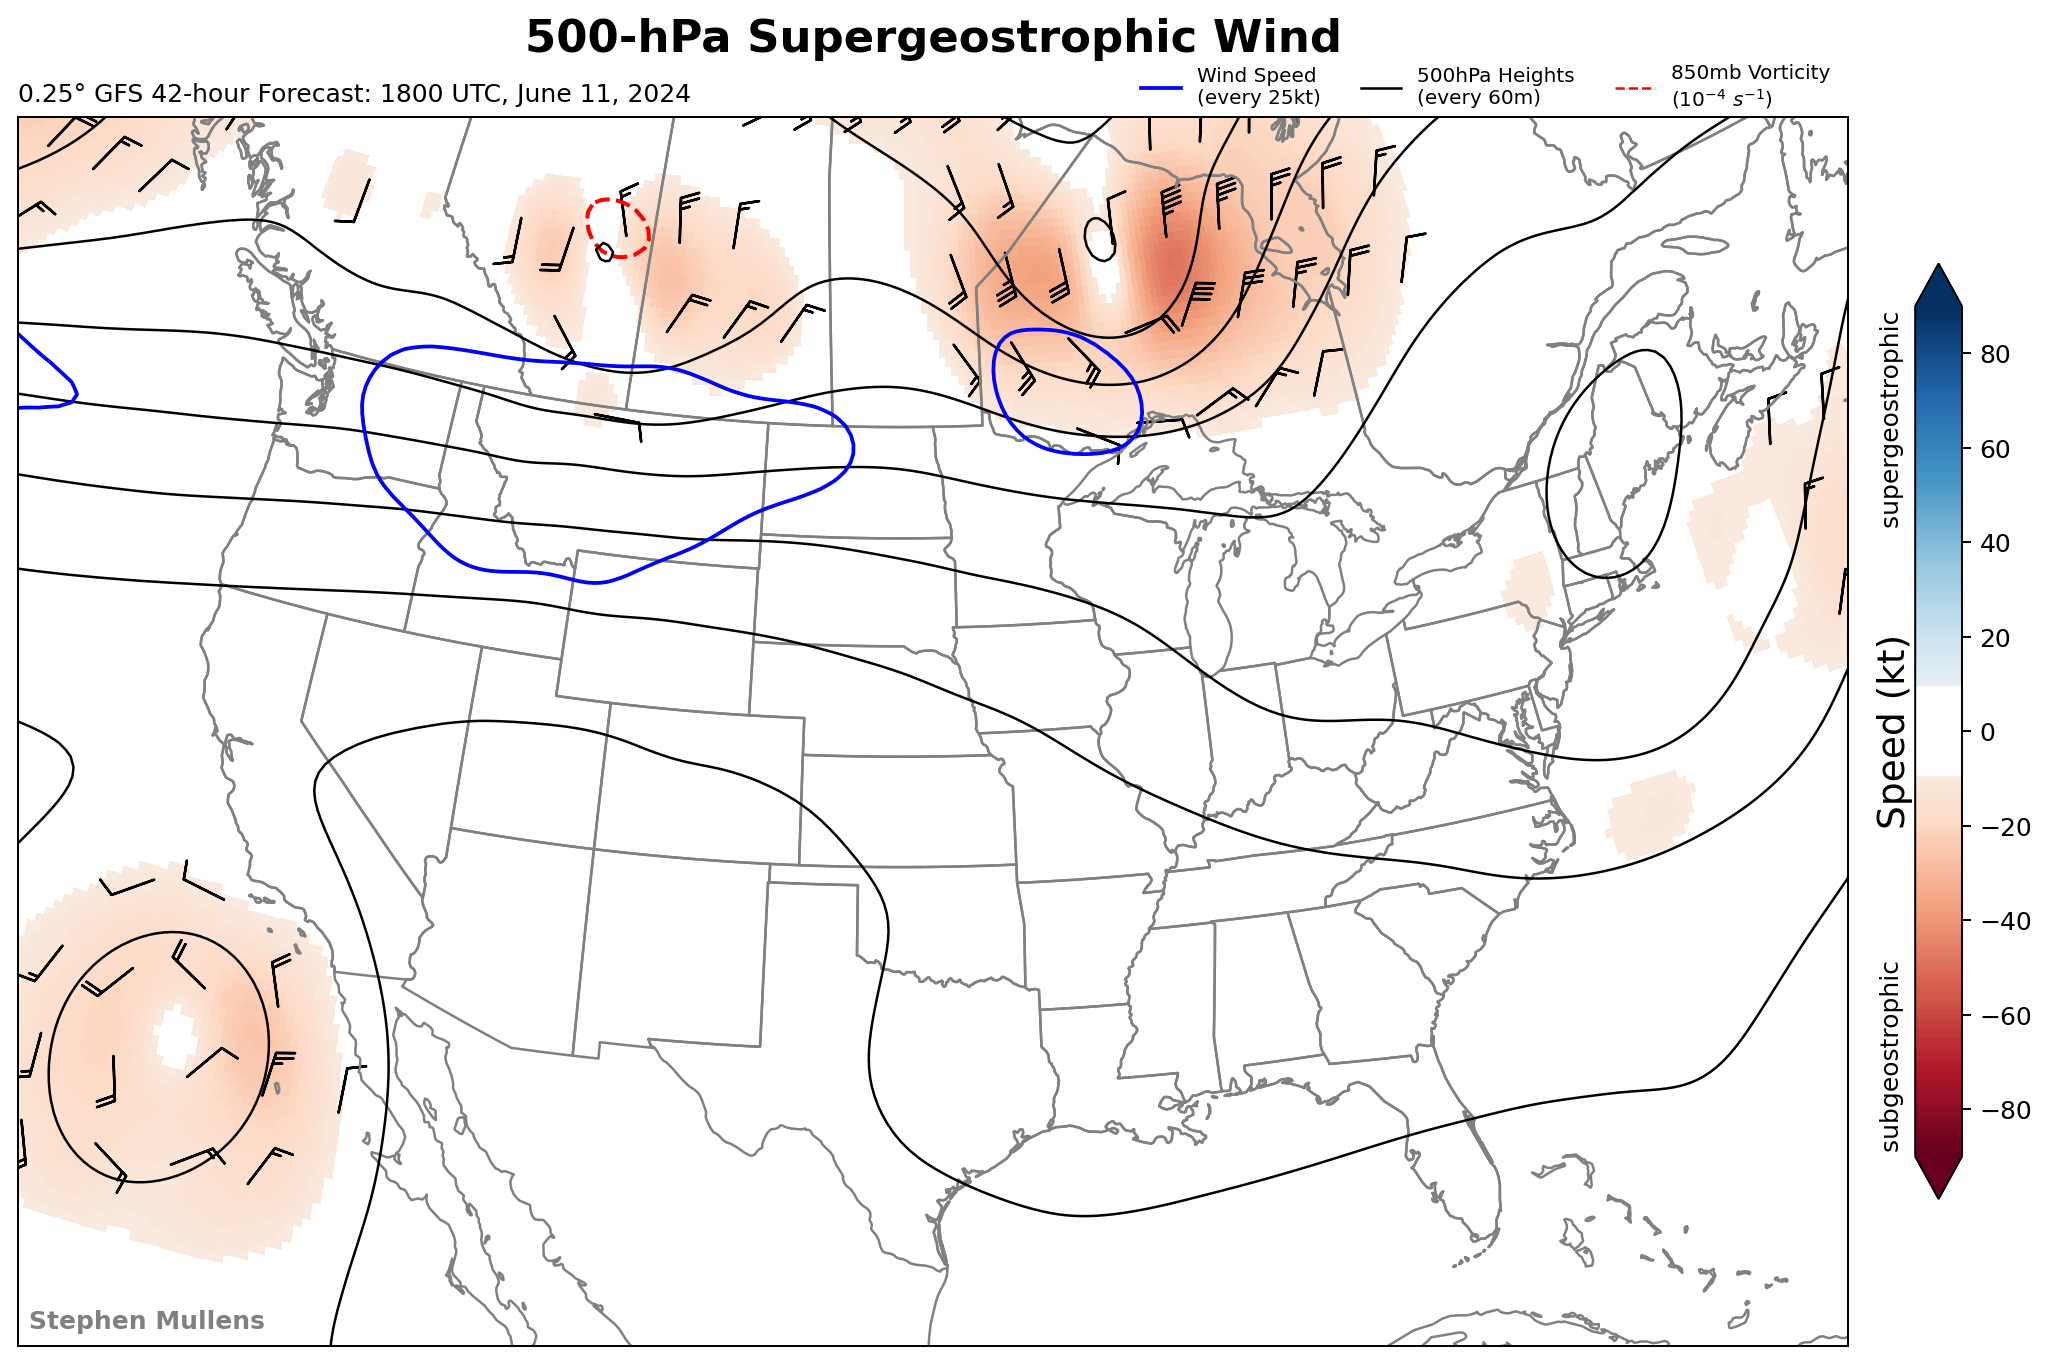 500-hPa Supergeostrophic Wind
0.25° GFS 42-hour Forecast: 1800 UTC, June 11, 2024
Wind Speed
(every 25kt)
500hPa Heights
(every 60m)
850mb Vorticity
(10⁻⁴ s⁻¹)
supergeostrophic
Speed (kt)
subgeostrophic
80
60
40
20
0
−20
−40
−60
−80
Stephen Mullens